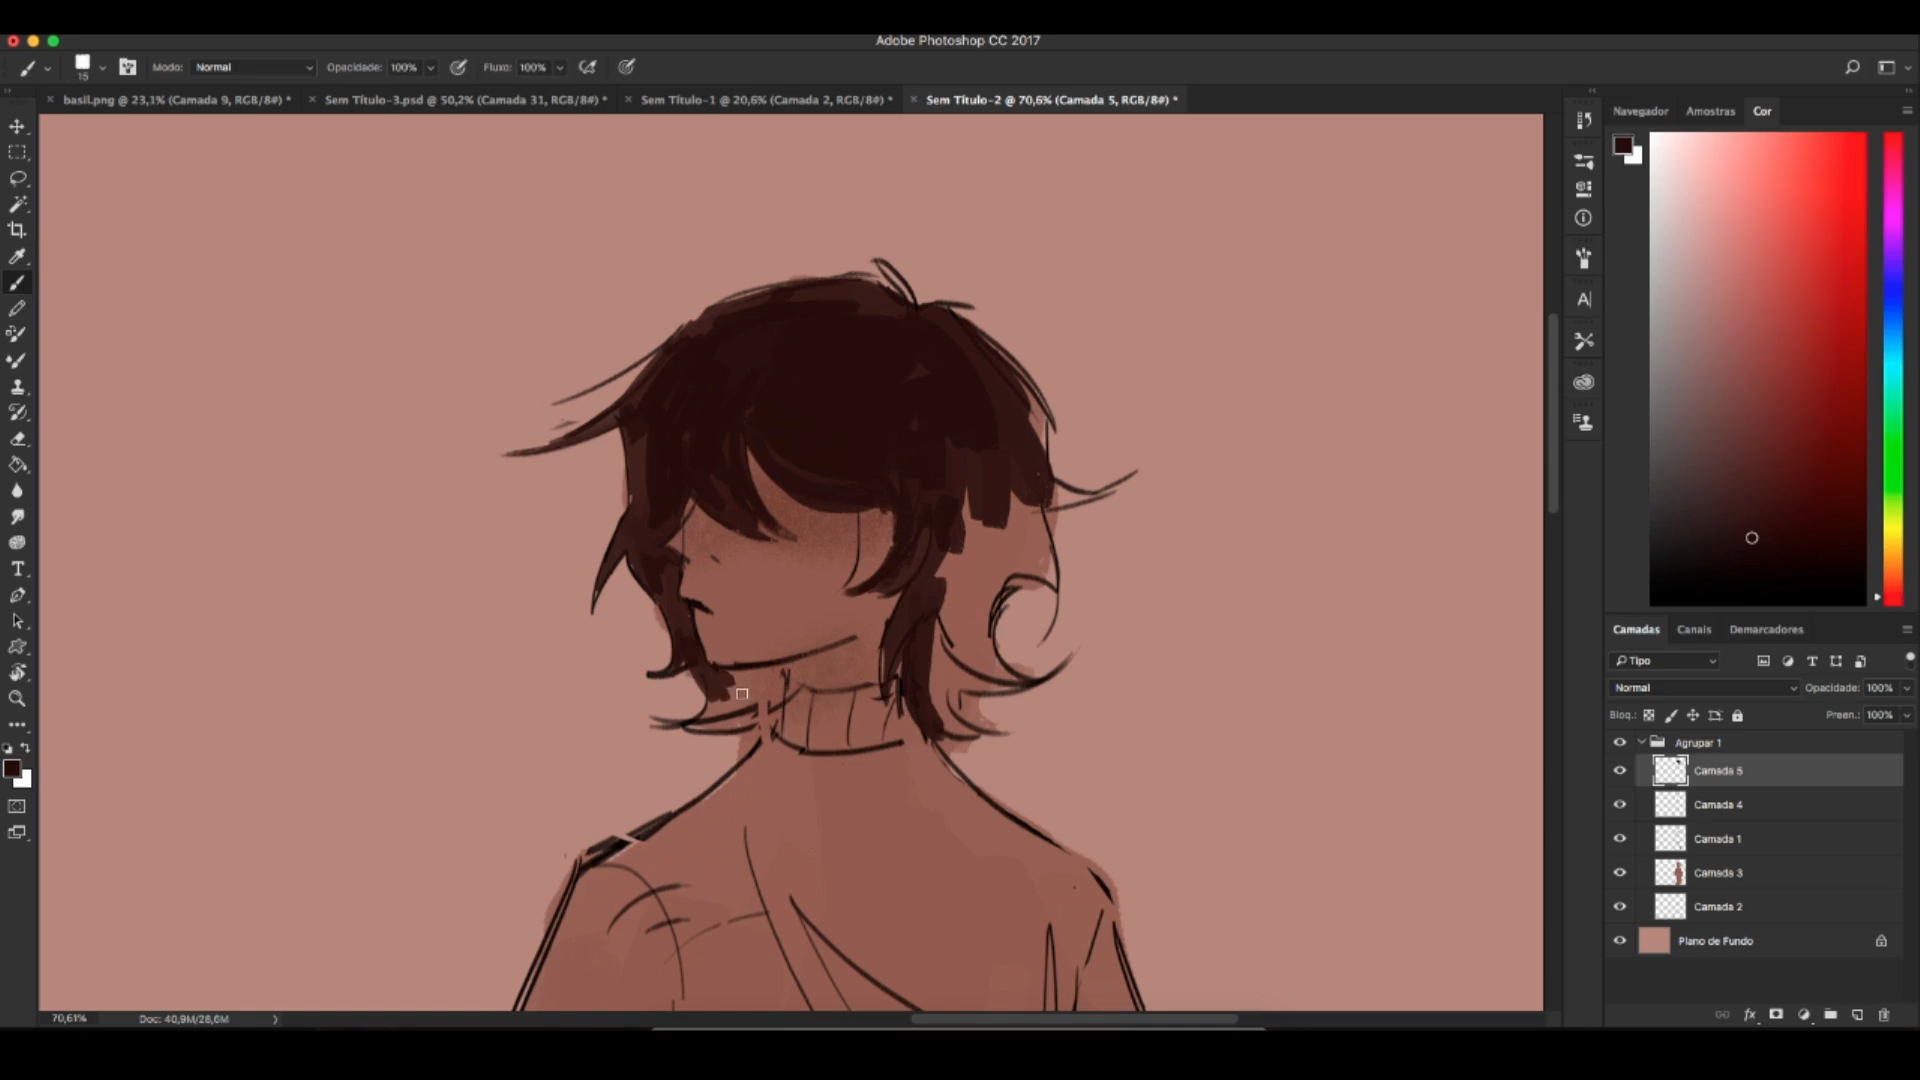 Adobe Photoshop CC 2017
15
Modo: Normal Opacidade: 100% Fluxo: 100%
basil.png @ 23,1% (Camada 9, RGB/8#) *
Sem Título-3.psd @ 50,2% (Camada 31, RGB/8#) *
Sem Título-1 @ 20,6% (Camada 2, RGB/8#) *
Sem Título-2 @ 70,6% (Camada 5, RGB/8#) *
Navegador Amostras Cor
Camadas Canais Demarcadores
Tipo
Normal Opacidade: 100%
Bloq.: Preen.: 100%
Agrupar 1
Camada 5
Camada 4
Camada 1
Camada 3
Camada 2
Plano de Fundo
70,61% Doc: 40,9M/28,6M